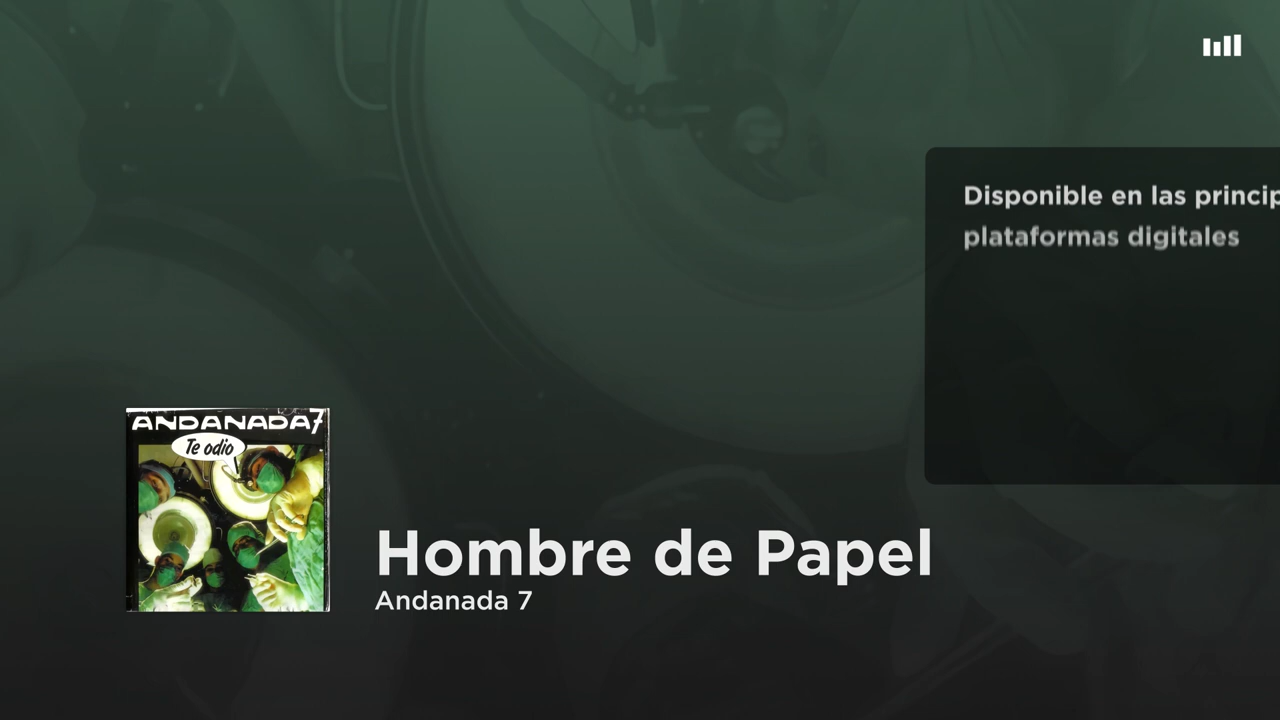 Disponible en las princip
plataformas digitales
ANDANADA7
Te odio
Hombre de Papel
Andanada 7